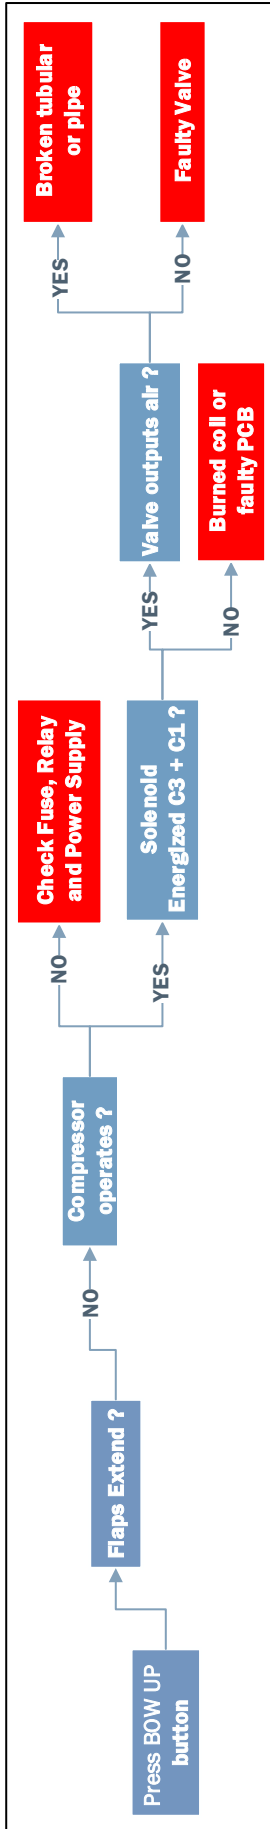 Press BOW UP
button
Flaps Extend ?
NO
Compressor
operates ?
NO
Check Fuse, Relay
and Power Supply
YES
Solenoid
Energized C3 + C1 ?
YES
Valve outputs air ?
NO
Burned coil or
faulty PCB
YES
Broken tubular
or pipe
NO
Faulty Valve